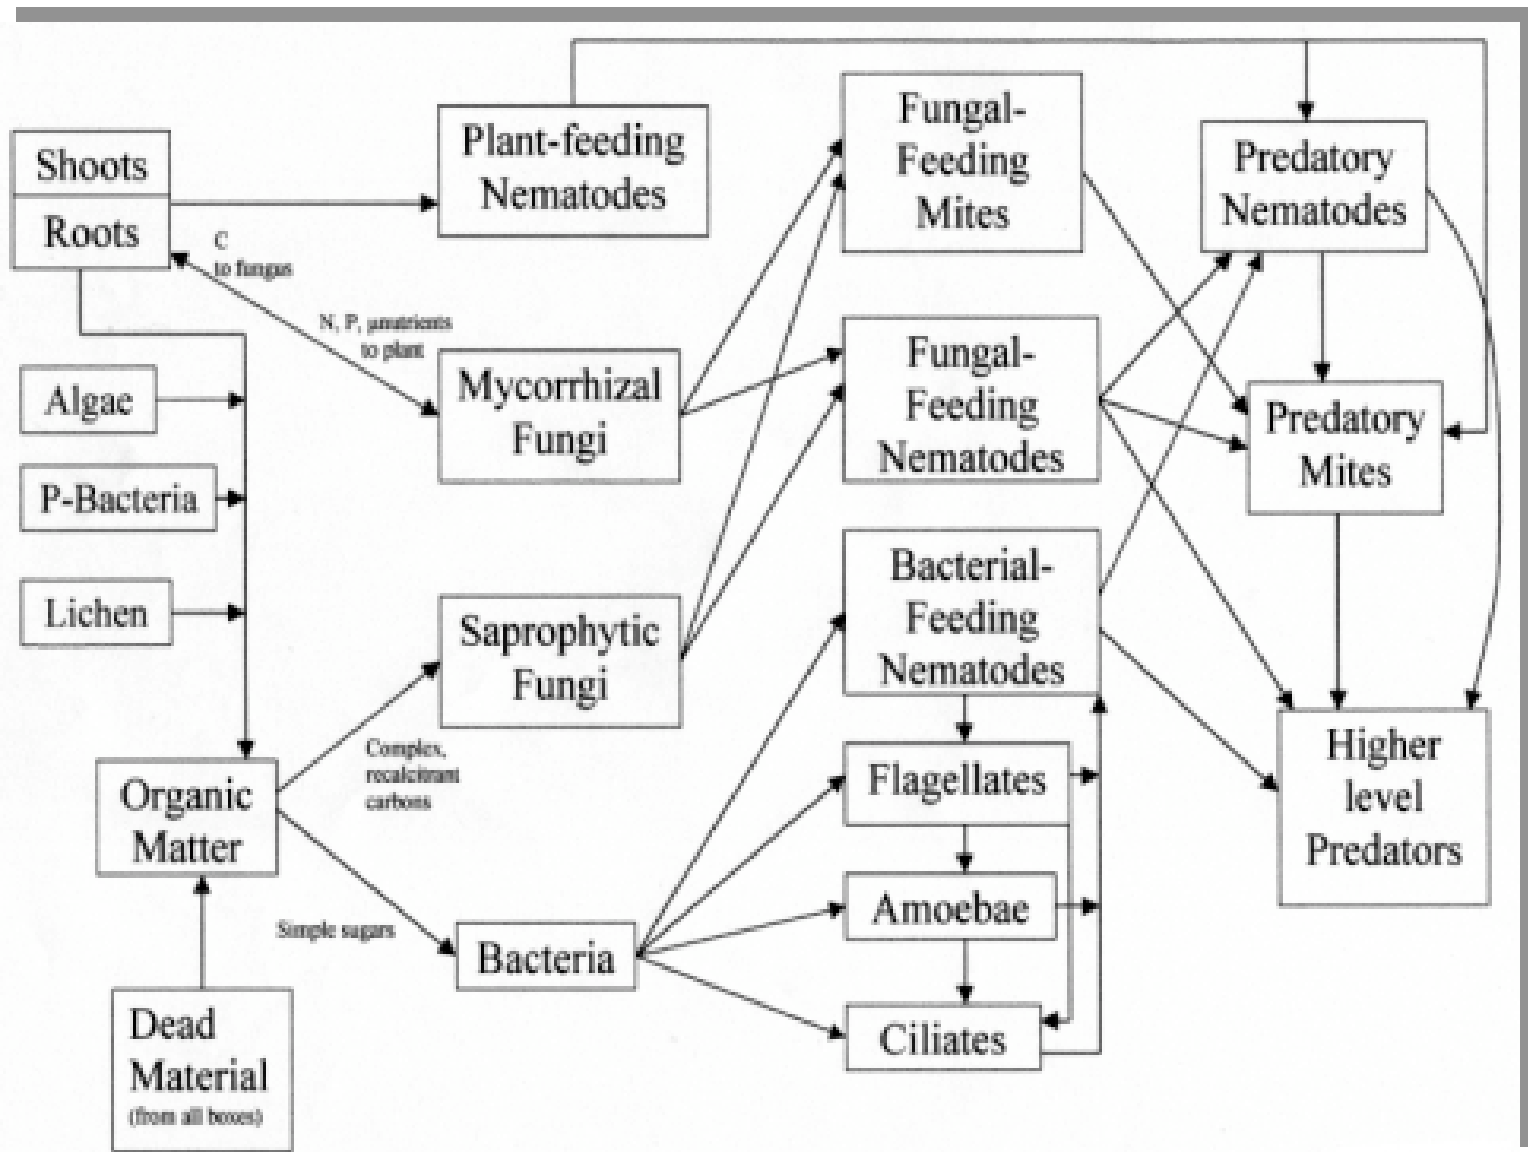 Shoots
Roots
Algae
P-Bacteria
Lichen
Organic
Matter
Dead
Material
(from all boxes)
C
to fungus
N, P, µnutrients
to plant
Complex,
recalcitrant
carbons
Simple sugars
Plant-feeding
Nematodes
Mycorrhizal
Fungi
Saprophytic
Fungi
Bacteria
Fungal-
Feeding
Mites
Fungal-
Feeding
Nematodes
Bacterial-
Feeding
Nematodes
Flagellates
Amoebae
Ciliates
Predatory
Nematodes
Predatory
Mites
Higher
level
Predators